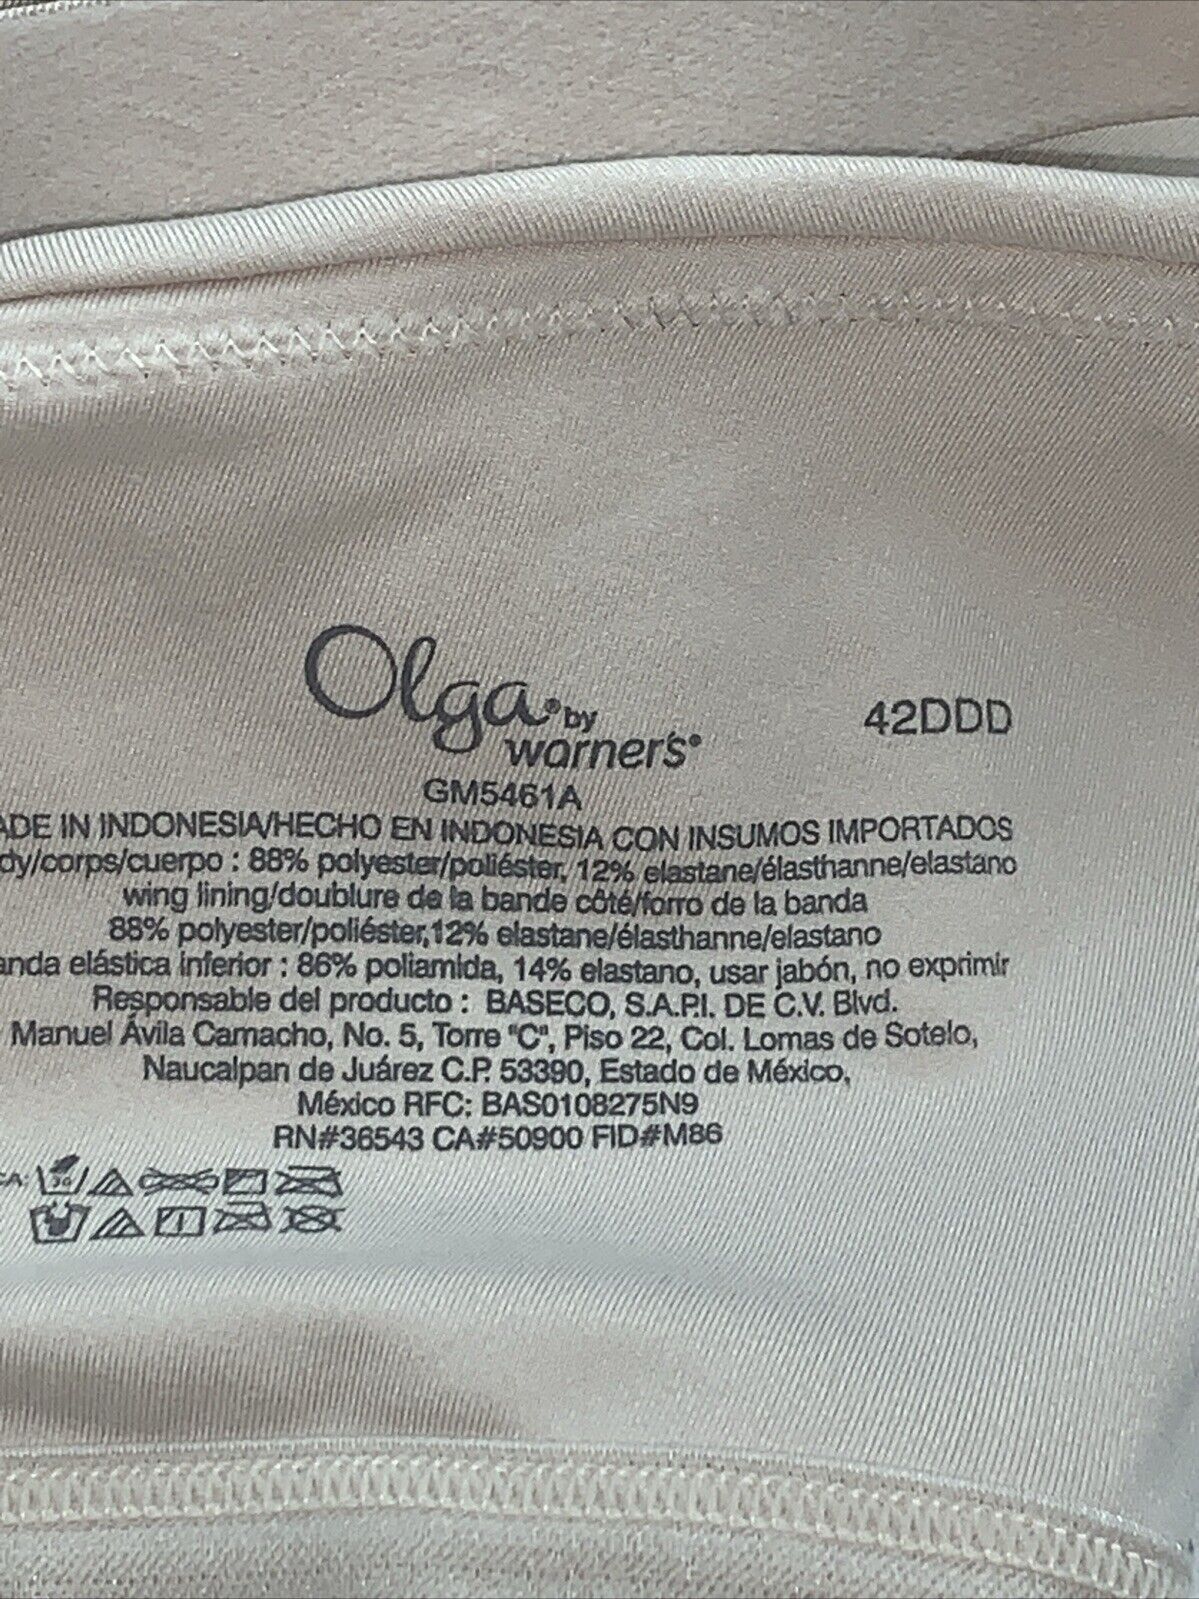 Olga® by
warner's®
42DDD
GM5461A
ADE IN INDONESIA/HECHO EN INDONESIA CON INSUMOS IMPORTADOS
dy/corps/cuerpo : 88% polyester/poliéster, 12% elastane/élasthanne/elastano
wing lining/doublure de la bande côté/forro de la banda
88% polyester/poliéster,12% elastane/élasthanne/elastano
anda elástica inferior : 86% poliamida, 14% elastano, usar jabón, no exprimir
Responsable del producto : BASECO, S.A.P.I. DE C.V. Blvd.
Manuel Ávila Camacho, No. 5, Torre "C", Piso 22, Col. Lomas de Sotelo,
Naucalpan de Juárez C.P. 53390, Estado de México,
México RFC: BAS0108275N9
RN#36543 CA#50900 FID#M86
CA: 30